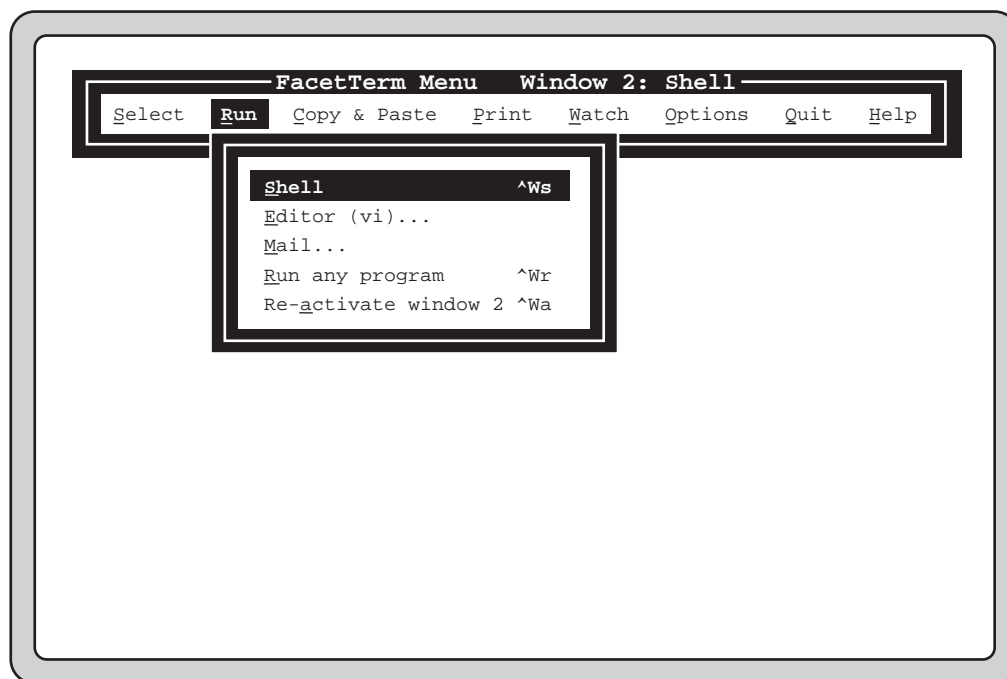 FacetTerm Menu Window 2: Shell
Select Run Copy & Paste Print Watch Options Quit Help
Shell ^Ws
Editor (vi)...
Mail...
Run any program ^Wr
Re-activate window 2 ^Wa